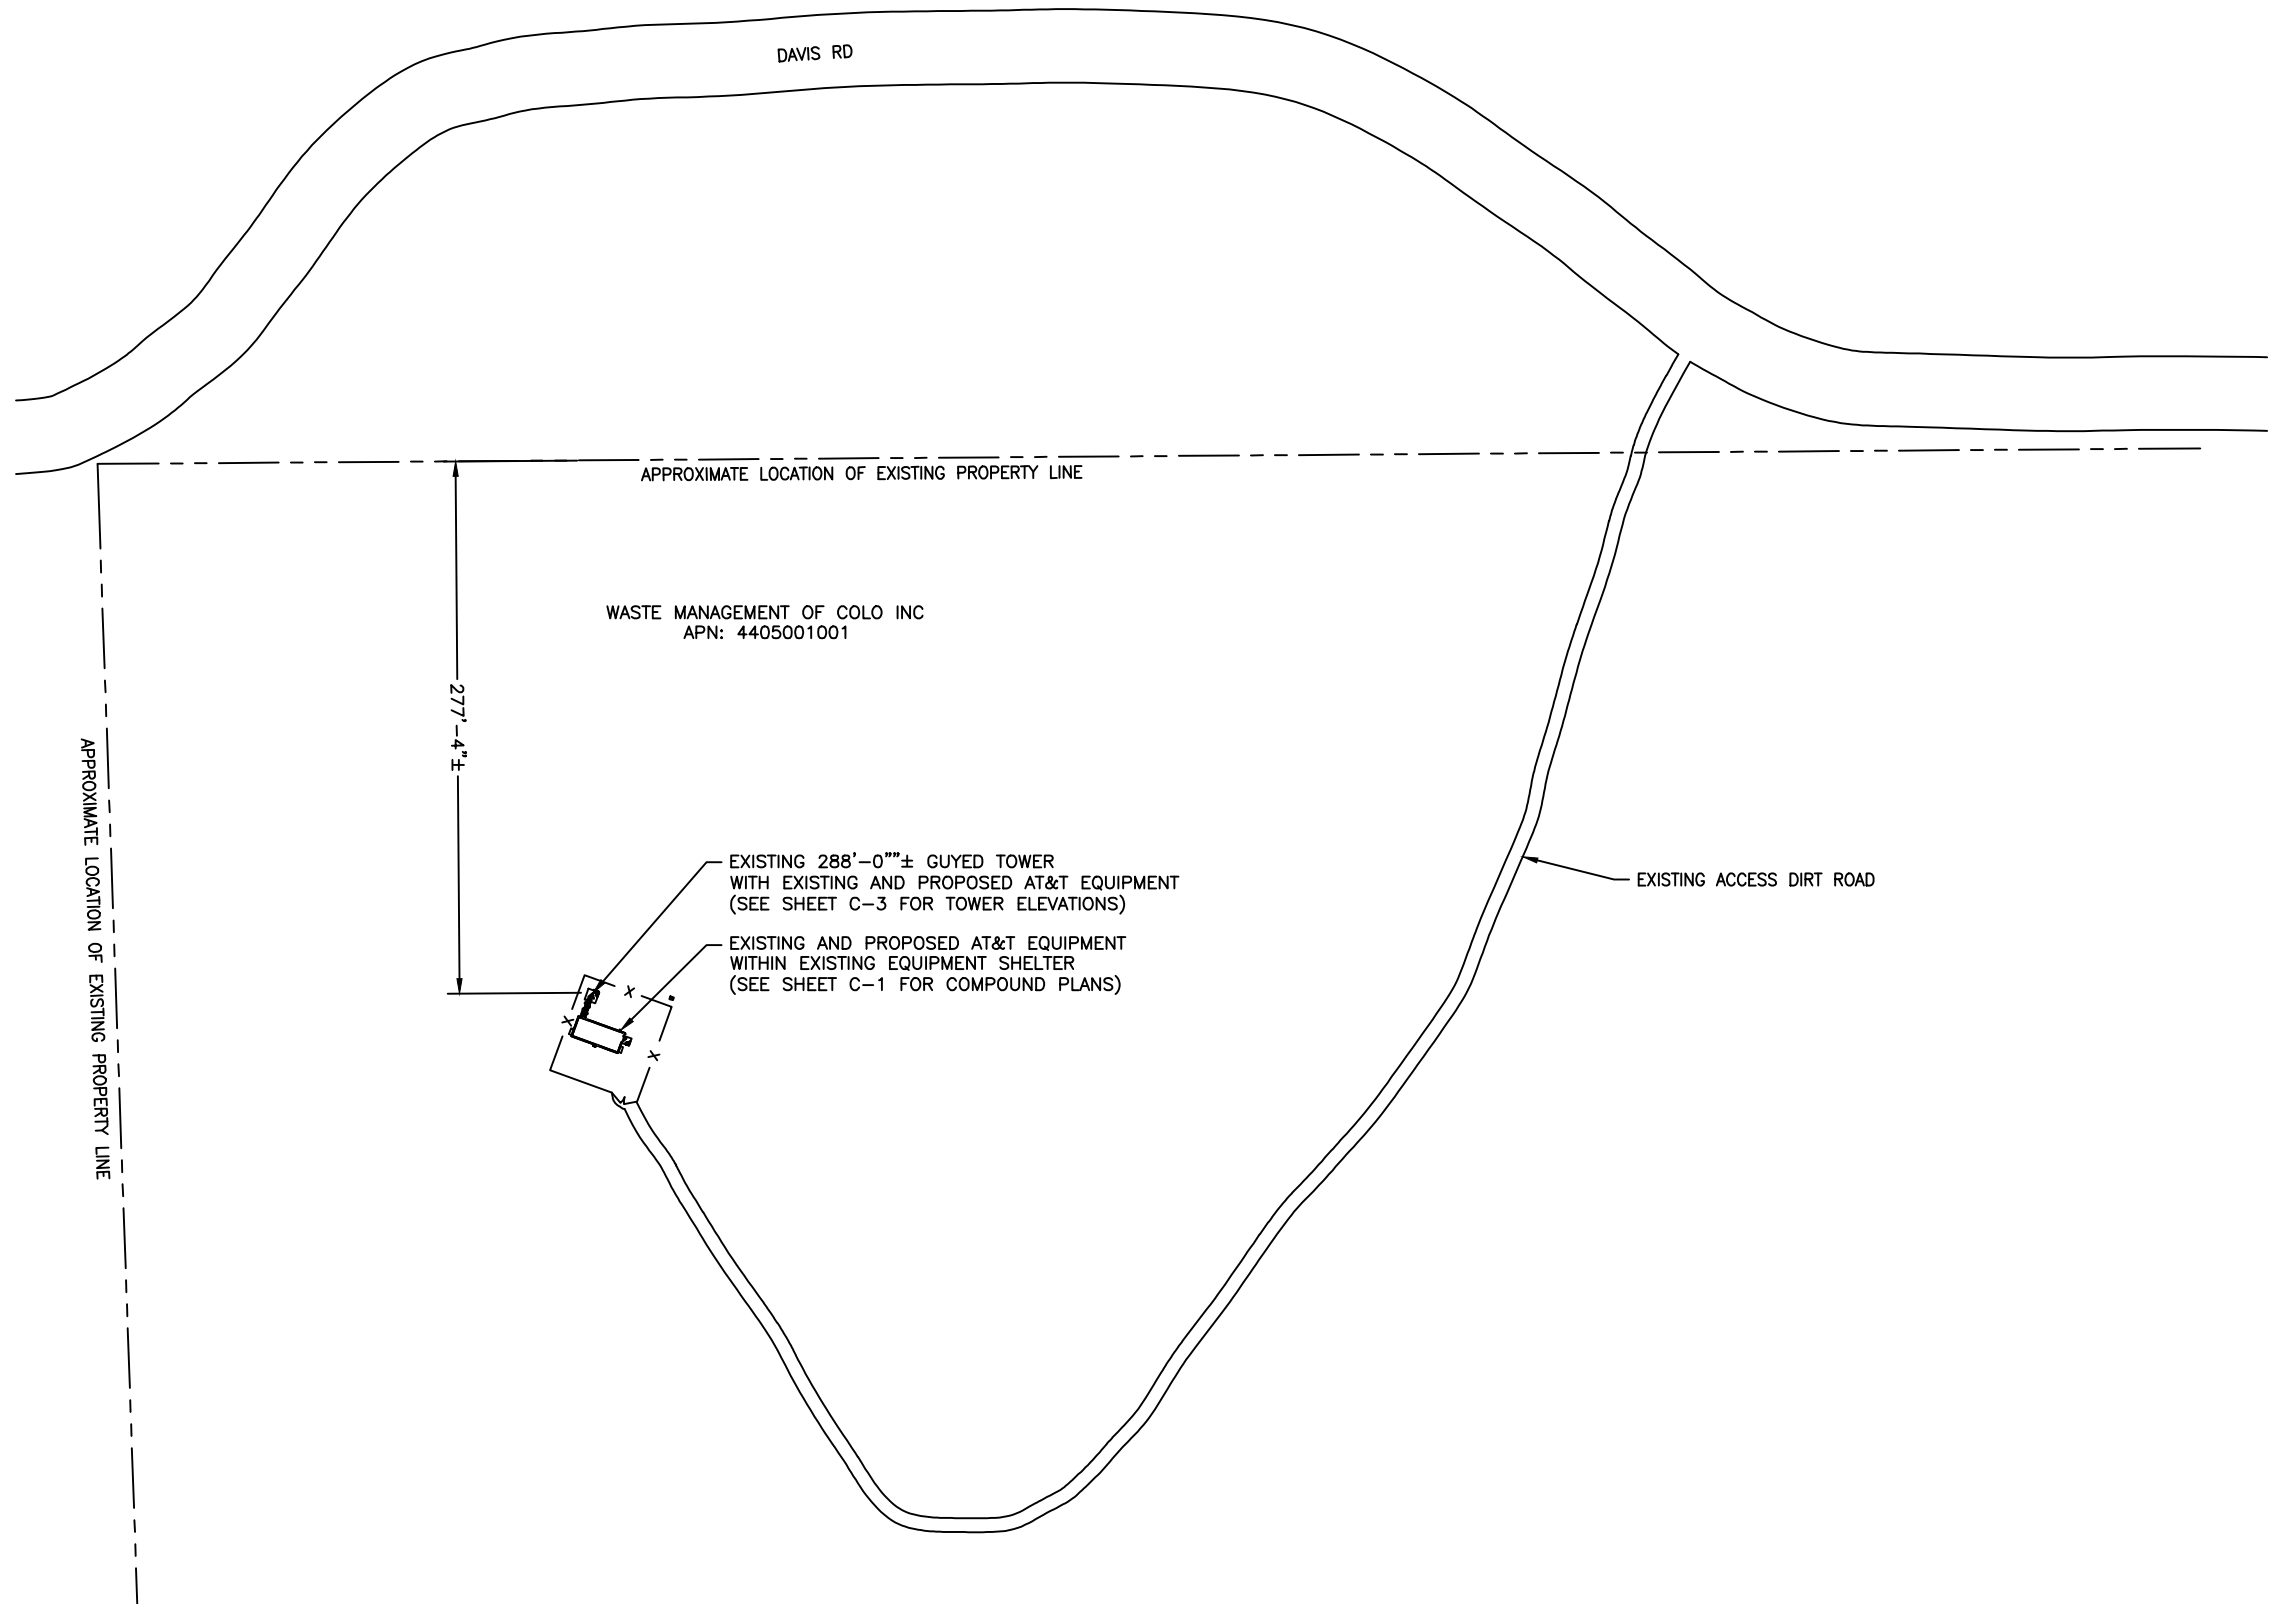 DAVIS RD
APPROXIMATE LOCATION OF EXISTING PROPERTY LINE
WASTE MANAGEMENT OF COLO INC
APN: 4405001001
277'-4"±
APPROXIMATE LOCATION OF EXISTING PROPERTY LINE
EXISTING 288'-0""± GUYED TOWER
WITH EXISTING AND PROPOSED AT&T EQUIPMENT
(SEE SHEET C-3 FOR TOWER ELEVATIONS)
EXISTING ACCESS DIRT ROAD
EXISTING AND PROPOSED AT&T EQUIPMENT
WITHIN EXISTING EQUIPMENT SHELTER
(SEE SHEET C-1 FOR COMPOUND PLANS)